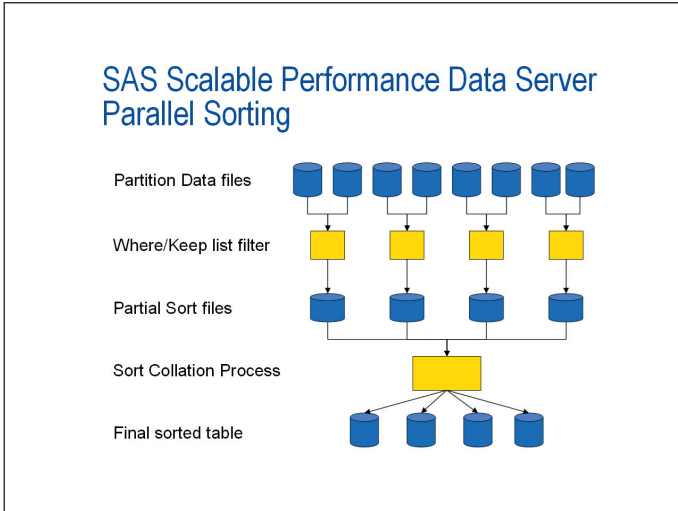 SAS Scalable Performance Data Server
Parallel Sorting
Partition Data files
Where/Keep list filter
Partial Sort files
Sort Collation Process
Final sorted table